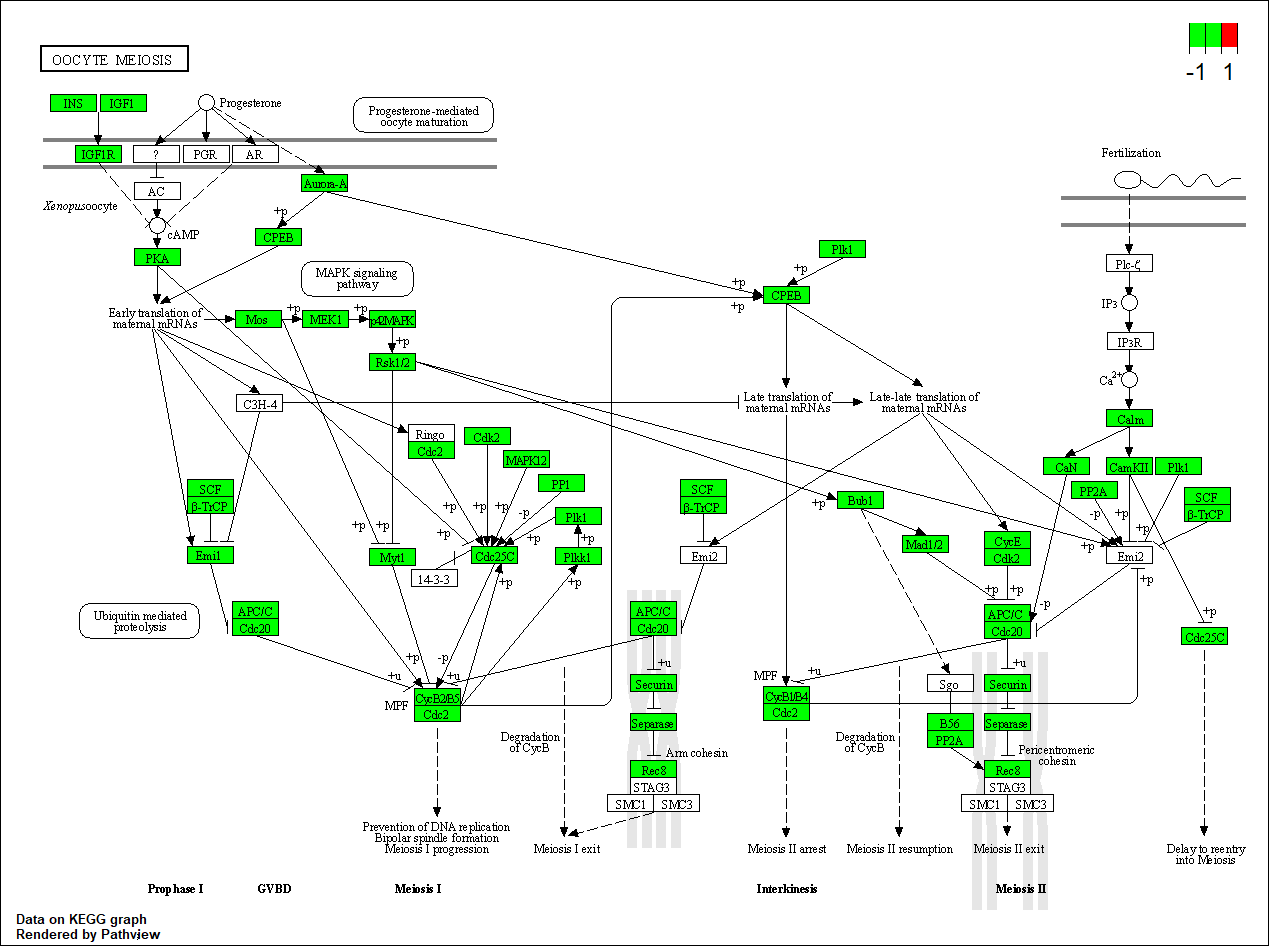 OOCYTE MEIOSIS
-1 1
INS
IGF1
Progesterone
Progesterone-mediated
oocyte maturation
IGF1R
?
PGR
AR
Fertilization
AC
Aurora-A
Xenopus oocyte
+p
cAMP
CPEB
PKA
Plk1
Plc-ζ
MAPK signaling
pathway
+p
+p
CPEB
+p
IP3
Early translation of
maternal mRNAs
Mos
+p
MEK1
+p
p42MAPK
+p
IP3R
Rsk1/2
Ca2+
C3H-4
Late translation of
maternal mRNAs
Late-late translation of
maternal mRNAs
Calm
Ringo
Cdc2
Cdk2
MAPK12
CaN
CamKII
Plk1
PP1
SCF
β-TrCP
SCF
β-TrCP
PP2A
SCF
β-TrCP
+p
Bub1
+p
+p
+p
-p
Plk1
-p
+p
+p
+p
+p
+p
+p
+p
CycE
Cdk2
Mad1/2
+p
Emi1
Myt1
Cdc25C
Plkk1
Emi2
Emi2
14-3-3
+p
+p
+p
+p
+p
-p
+p
APC/C
Cdc20
APC/C
Cdc20
APC/C
Cdc20
Cdc25C
Ubiquitin mediated
proteolysis
+p
-p
+u
+u
+u
+u
+u
MPF
CycB2/B5
Cdc2
Securin
MPF
CycB1/B4
Cdc2
Sgo
Securin
Separase
B56
PP2A
Separase
Degradation
of CycB
Arm cohesin
Degradation
of CycB
Pericentromeric
cohesin
Rec8
STAG3
SMC1
SMC3
Rec8
STAG3
SMC1
SMC3
Prevention of DNA replication
Bipolar spindle formation
Meiosis I progression
Meiosis I exit
Meiosis II arrest
Meiosis II resumption
Meiosis II exit
Delay to reentry
into Meiosis
Prophase I
GVBD
Meiosis I
Interkinesis
Meiosis II
Data on KEGG graph
Rendered by Pathview